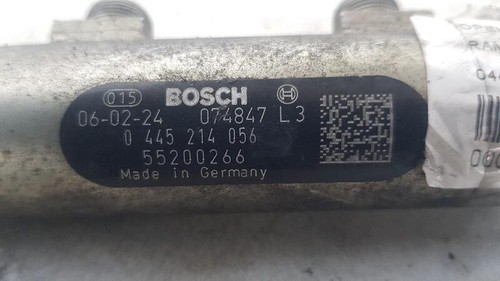 015 BOSCH
06-02-24 074847 L3
0 445 214 056
55200266
Made in Germany